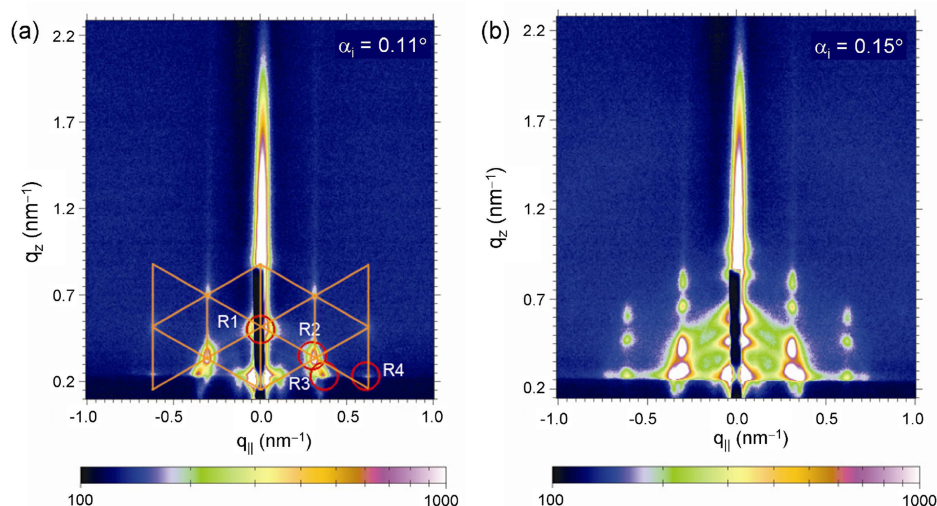 (a)
αi = 0.11°
2.2
1.7
1.2
0.7
0.2
qz (nm⁻¹)
R1
R2
R3
R4
-1.0
-0.5
0.0
0.5
1.0
q|| (nm⁻¹)
100
1000
(b)
αi = 0.15°
2.2
1.7
1.2
0.7
0.2
qz (nm⁻¹)
-1.0
-0.5
0.0
0.5
1.0
q|| (nm⁻¹)
100
1000